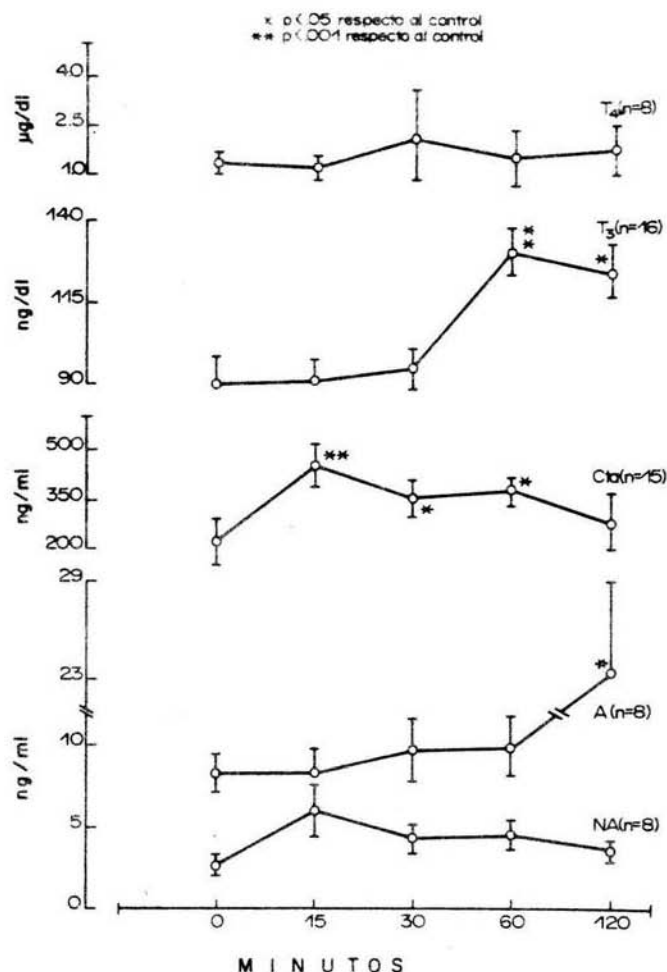 * p<.05 respecto al control
** p<.001 respecto al control
µg/dl
4.0
2.5
1.0
T4(n=8)
ng/dl
140
115
90
T3(n=16)
**
*
ng/ml
500
350
200
**
*
*
Cta(n=15)
ng/ml
29
23
10
5
0
*
A(n=8)
NA(n=8)
0 15 30 60 120
MINUTOS